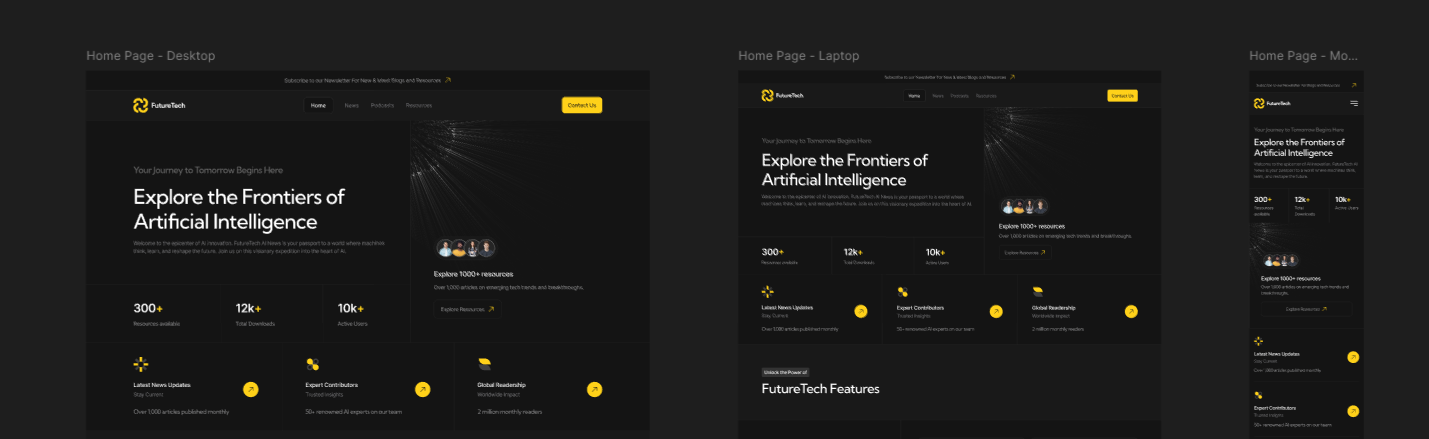 Home Page - Desktop
Subscribe to our Newsletter For New & latest Blogs and Resources
FutureTech
Home
News
Podcasts
Resources
Contact Us
Your Journey to Tomorrow Begins Here
Explore the Frontiers of
Artificial Intelligence
Welcome to the epicenter of AI innovation. FutureTech AI News is your passport to a world where machines
think, learn, and reshape the future. Join us on this visionary expedition into the heart of AI.
300+
Resources available
12k+
Total Downloads
10k+
Active Users
Explore 1000+ resources
Over 1,000 articles on emerging tech trends and breakthroughs.
Explore Resources
Latest News Updates
Stay Current
Over 1,000 articles published monthly
Expert Contributors
Trusted Insights
50+ renowned AI experts on our team
Global Readership
Worldwide Impact
2 million monthly readers
Home Page - Laptop
Subscribe to our Newsletter For New & latest Blogs and Resources
FutureTech
Home
News
Podcasts
Resources
Contact Us
Your Journey to Tomorrow Begins Here
Explore the Frontiers of
Artificial Intelligence
Welcome to the epicenter of AI innovation. FutureTech AI News is your passport to a world where
machines think, learn, and reshape the future. Join us on this visionary expedition into the heart of AI.
300+
Resources available
12k+
Total Downloads
10k+
Active Users
Explore 1000+ resources
Over 1,000 articles on emerging tech trends and breakthroughs.
Explore Resources
Latest News Updates
Stay Current
Over 1,000 articles published monthly
Expert Contributors
Trusted Insights
50+ renowned AI experts on our team
Global Readership
Worldwide Impact
2 million monthly readers
Unlock the Power of
FutureTech Features
Home Page - Mo...
Subscribe to our Newsletter For New & latest Blogs and Resources
FutureTech
Your Journey to Tomorrow Begins Here
Explore the Frontiers of
Artificial Intelligence
Welcome to the epicenter of AI innovation. FutureTech AI
News is your passport to a world where machines think,
learn, and reshape the future.
300+
Resources
available
12k+
Total
Downloads
10k+
Active Users
Explore 1000+ resources
Over 1,000 articles on emerging tech trends and
breakthroughs.
Explore Resources
Latest News Updates
Stay Current
Over 1,000 articles published monthly
Expert Contributors
Trusted Insights
50+ renowned AI experts on our team